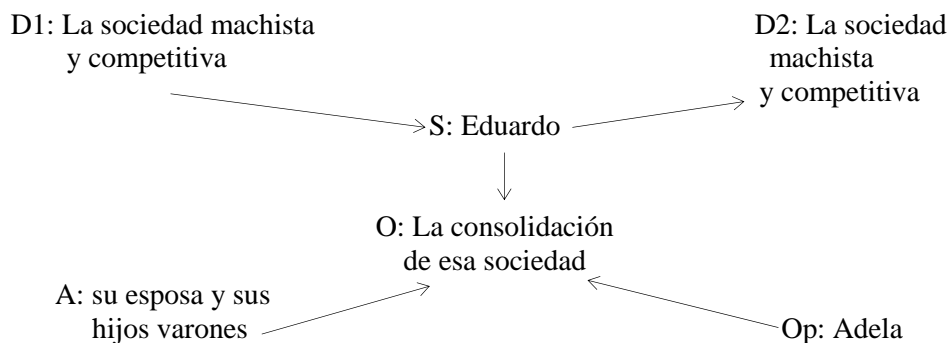 D1: La sociedad machista
y competitiva
D2: La sociedad
machista
y competitiva
S: Eduardo
O: La consolidación
de esa sociedad
A: su esposa y sus
hijos varones
Op: Adela